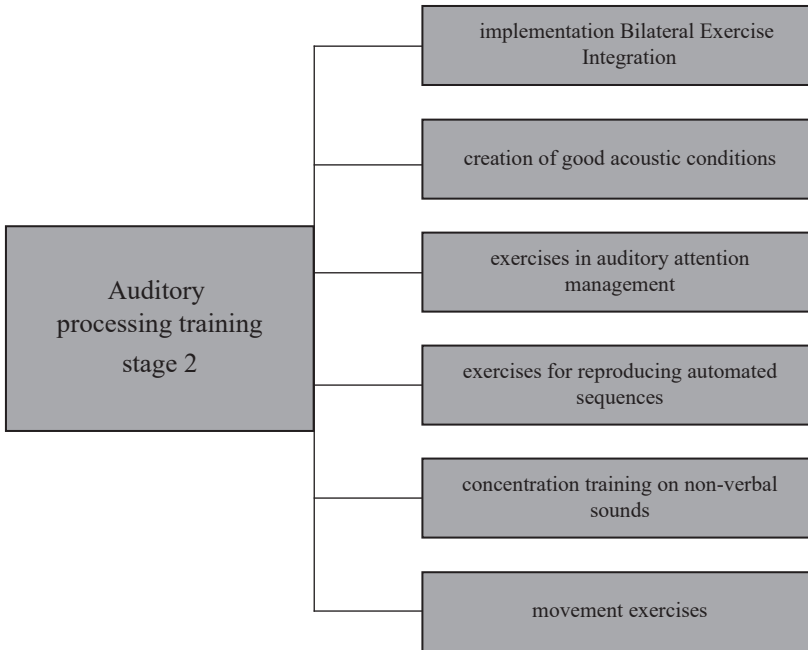 implementation Bilateral Exercise
Integration
creation of good acoustic conditions
exercises in auditory attention
management
Auditory
processing training
stage 2
exercises for reproducing automated
sequences
concentration training on non-verbal
sounds
movement exercises